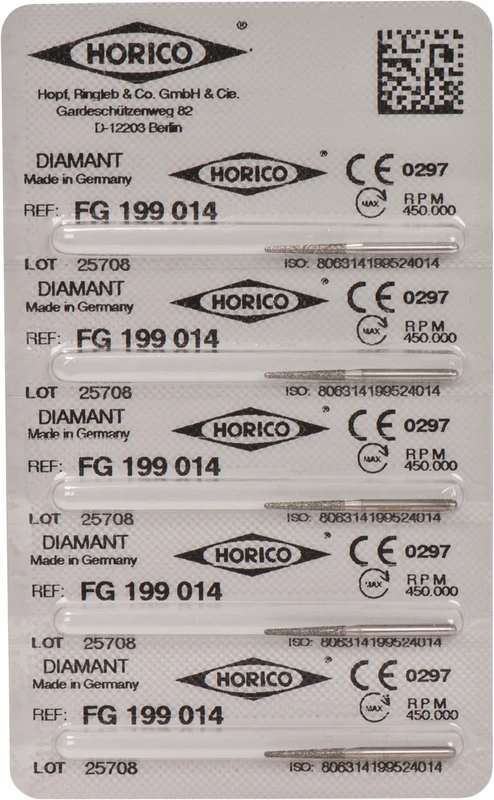 HORICO ®
Hopf, Ringleb & Co. GmbH & Cie.
Gardeschützenweg 82
D-12203 Berlin
DIAMANT
Made in Germany
HORICO ®
CE 0297
REF: FG 199 014
MAX
RPM
450.000
LOT 25708
ISO: 806314199524014
DIAMANT
Made in Germany
HORICO ®
CE 0297
REF: FG 199 014
MAX
RPM
450.000
LOT 25708
ISO: 806314199524014
DIAMANT
Made in Germany
HORICO ®
CE 0297
REF: FG 199 014
MAX
RPM
450.000
LOT 25708
ISO: 806314199524014
DIAMANT
Made in Germany
HORICO ®
CE 0297
REF: FG 199 014
MAX
RPM
450.000
LOT 25708
ISO: 806314199524014
DIAMANT
Made in Germany
HORICO ®
CE 0297
REF: FG 199 014
MAX
RPM
450.000
LOT 25708
ISO: 806314199524014